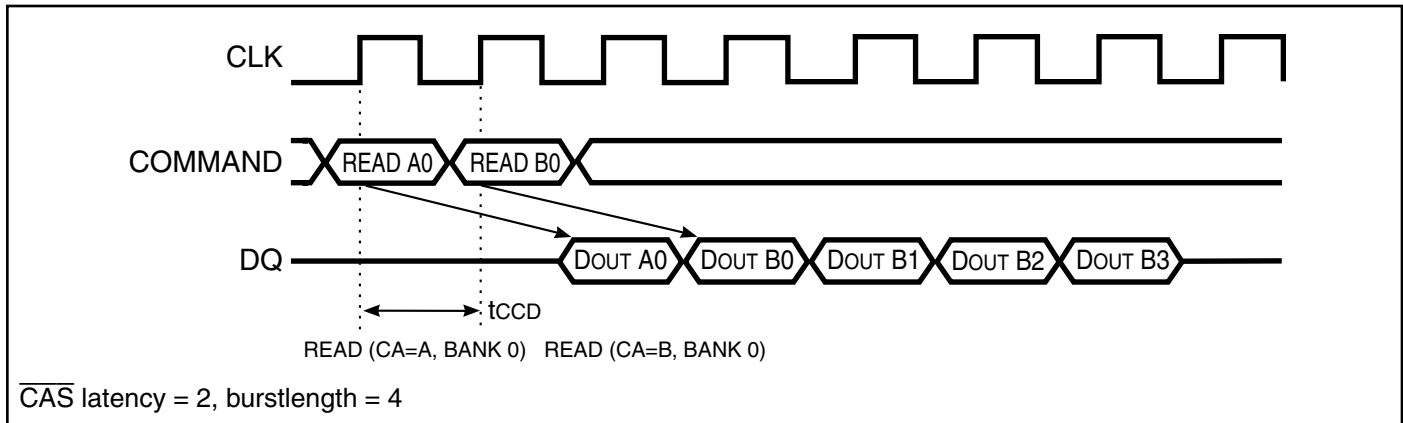 CLK
COMMAND READ A0 READ B0
DQ DOUT A0 DOUT B0 DOUT B1 DOUT B2 DOUT B3
tCCD
READ (CA=A, BANK 0) READ (CA=B, BANK 0)
CAS latency = 2, burstlength = 4